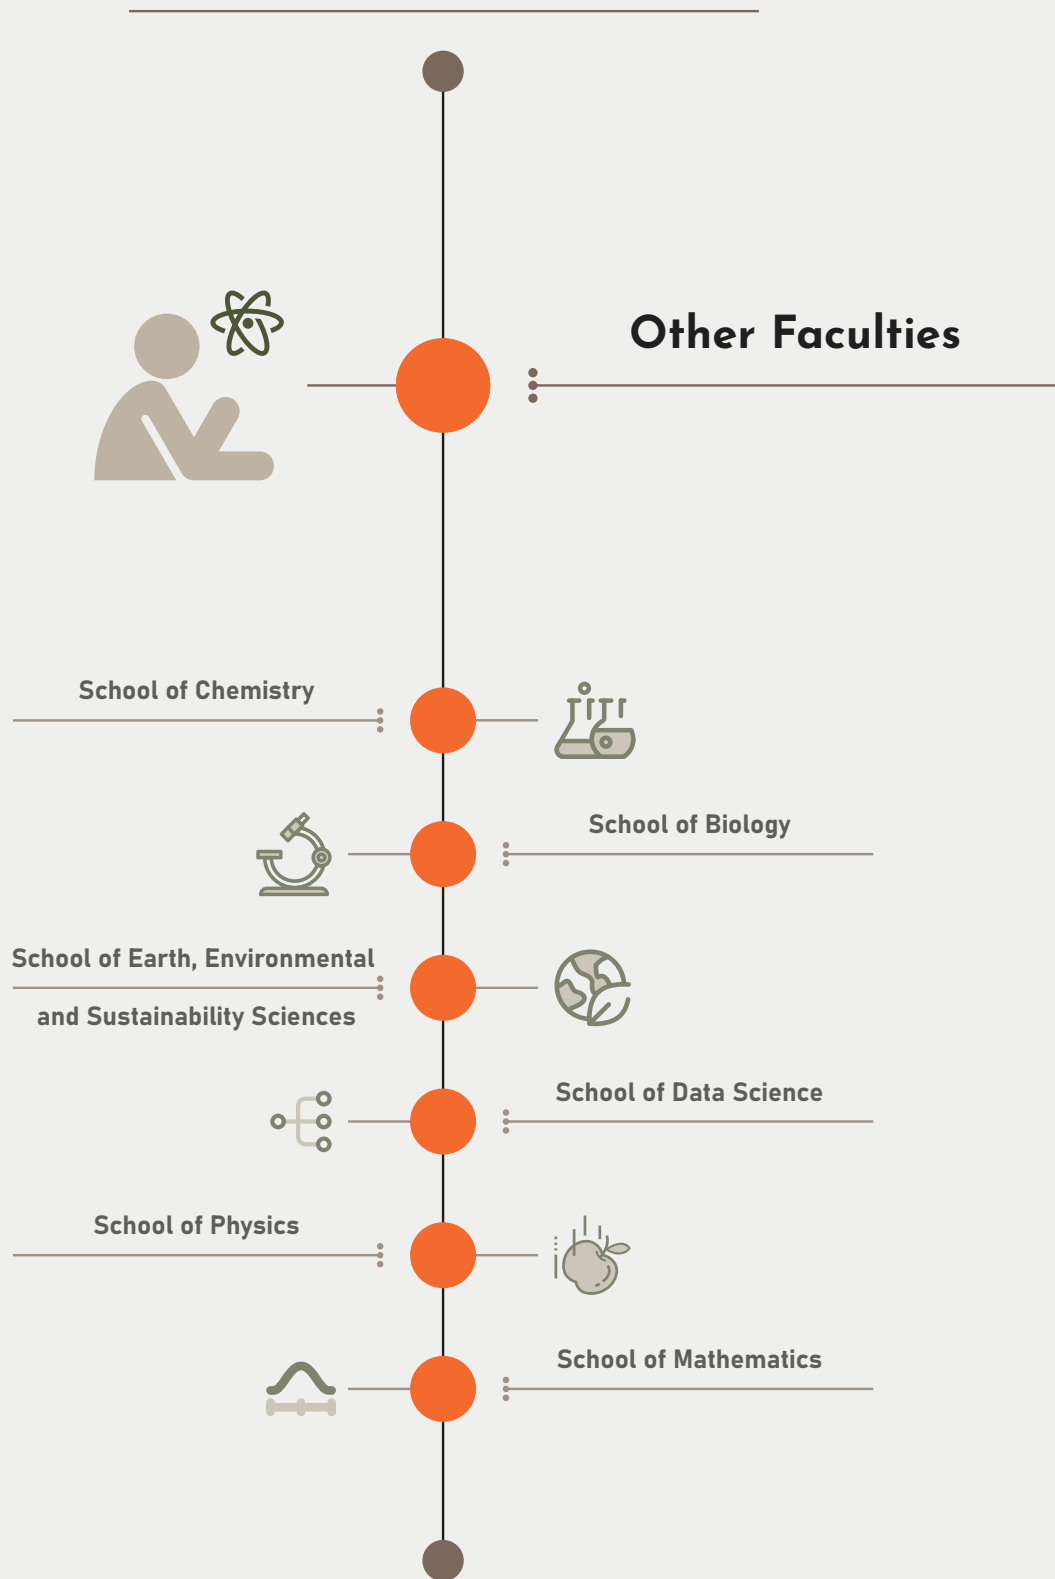 Other Faculties
School of Chemistry
School of Biology
School of Earth, Environmental
and Sustainability Sciences
School of Data Science
School of Physics
School of Mathematics